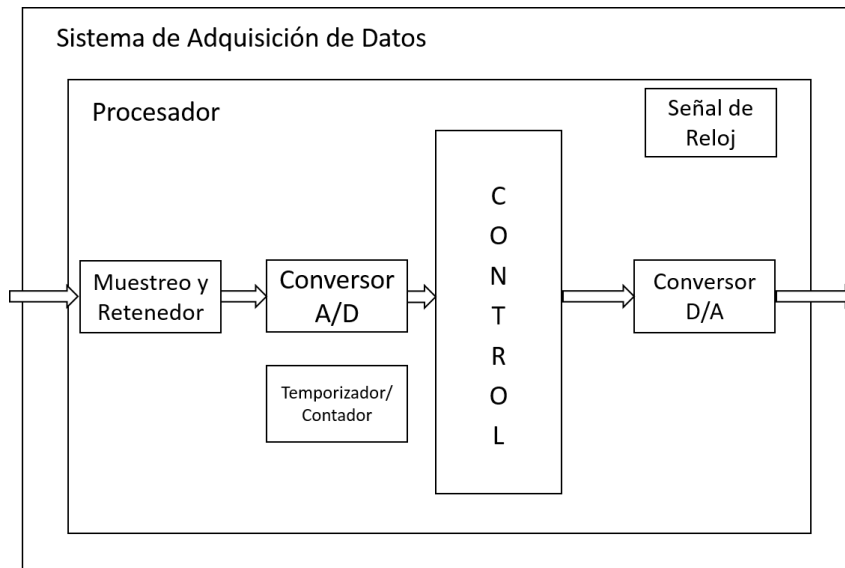 Sistema de Adquisición de Datos
Procesador
Señal de
Reloj
Muestreo y
Retenedor
Conversor
A/D
Temporizador/
Contador
C
O
N
T
R
O
L
Conversor
D/A